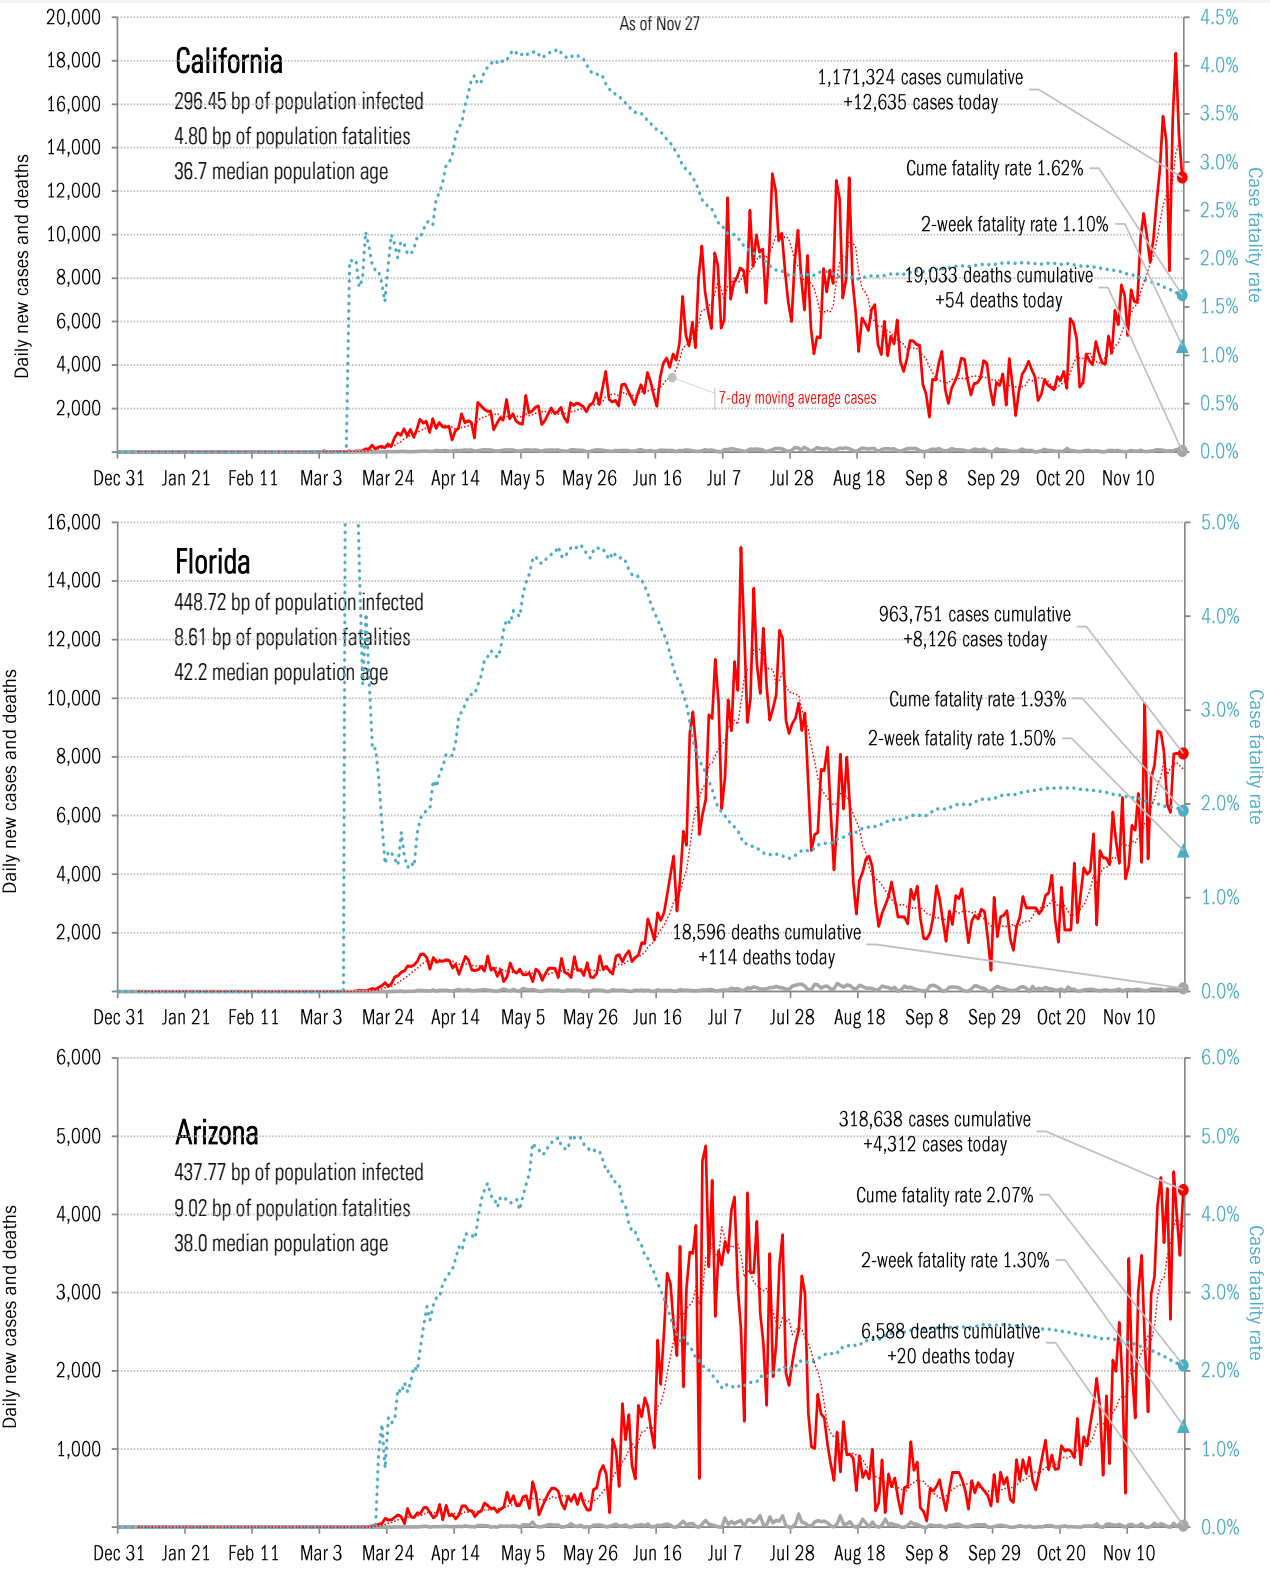 As of Nov 27
Daily new cases and deaths
20,000
18,000
16,000
14,000
12,000
10,000
8,000
6,000
4,000
2,000
California
296.45 bp of population infected
4.80 bp of population fatalities
36.7 median population age
1,171,324 cases cumulative
+12,635 cases today
Cume fatality rate 1.62%
2-week fatality rate 1.10%
19,033 deaths cumulative
+54 deaths today
7-day moving average cases
4.5%
4.0%
3.5%
3.0%
2.5%
2.0%
1.5%
1.0%
0.5%
0.0%
Case fatality rate
Dec 31 Jan 21 Feb 11 Mar 3 Mar 24 Apr 14 May 5 May 26 Jun 16 Jul 7 Jul 28 Aug 18 Sep 8 Sep 29 Oct 20 Nov 10
Daily new cases and deaths
16,000
14,000
12,000
10,000
8,000
6,000
4,000
2,000
Florida
448.72 bp of population infected
8.61 bp of population fatalities
42.2 median population age
963,751 cases cumulative
+8,126 cases today
Cume fatality rate 1.93%
2-week fatality rate 1.50%
18,596 deaths cumulative
+114 deaths today
5.0%
4.0%
3.0%
2.0%
1.0%
0.0%
Case fatality rate
Dec 31 Jan 21 Feb 11 Mar 3 Mar 24 Apr 14 May 5 May 26 Jun 16 Jul 7 Jul 28 Aug 18 Sep 8 Sep 29 Oct 20 Nov 10
Daily new cases and deaths
6,000
5,000
4,000
3,000
2,000
1,000
Arizona
437.77 bp of population infected
9.02 bp of population fatalities
38.0 median population age
318,638 cases cumulative
+4,312 cases today
Cume fatality rate 2.07%
2-week fatality rate 1.30%
6,588 deaths cumulative
+20 deaths today
6.0%
5.0%
4.0%
3.0%
2.0%
1.0%
0.0%
Case fatality rate
Dec 31 Jan 21 Feb 11 Mar 3 Mar 24 Apr 14 May 5 May 26 Jun 16 Jul 7 Jul 28 Aug 18 Sep 8 Sep 29 Oct 20 Nov 10